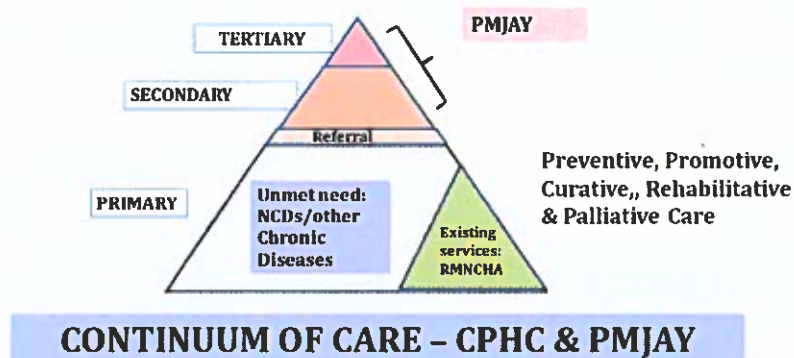 PMJAY
TERTIARY
SECONDARY
Referral
PRIMARY
Unmet need:
NCDs/other
Chronic
Diseases
Existing
services:
RMNCHA
Preventive, Promotive,
Curative,, Rehabilitative
& Palliative Care
CONTINUUM OF CARE – CPHC & PMJAY